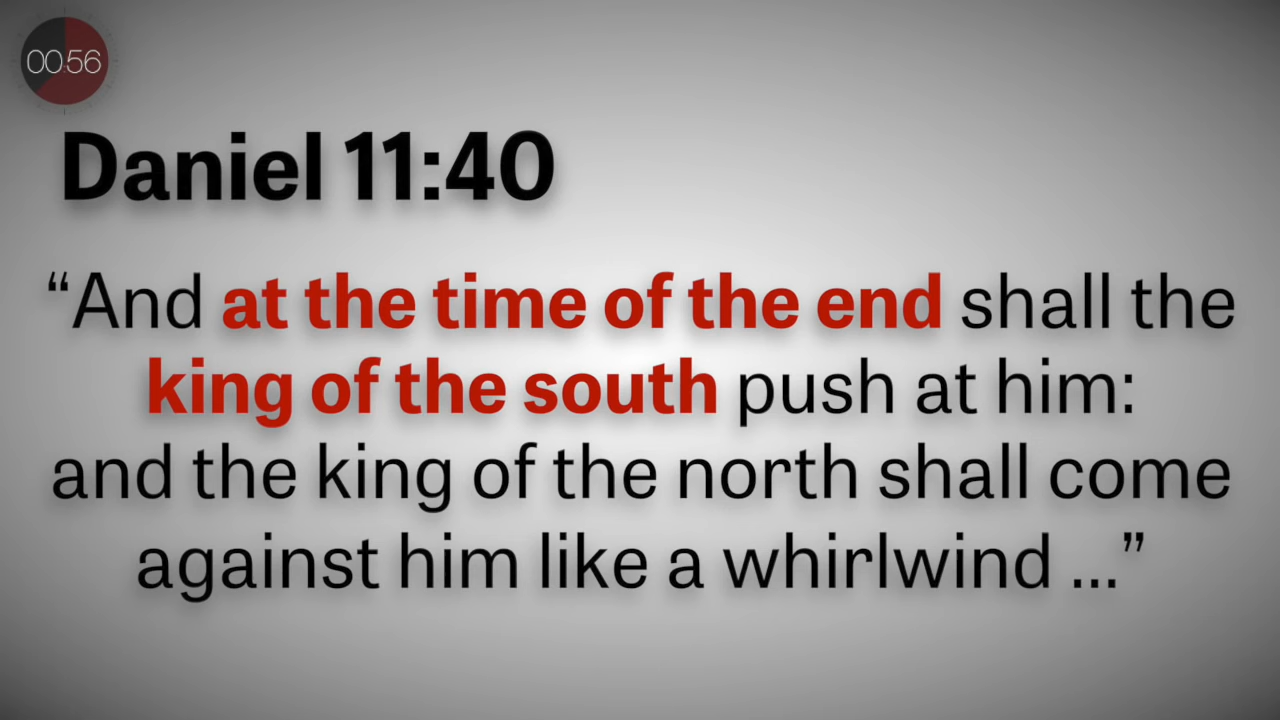 00:56
Daniel 11:40
“And at the time of the end shall the
king of the south push at him:
and the king of the north shall come
against him like a whirlwind ...”